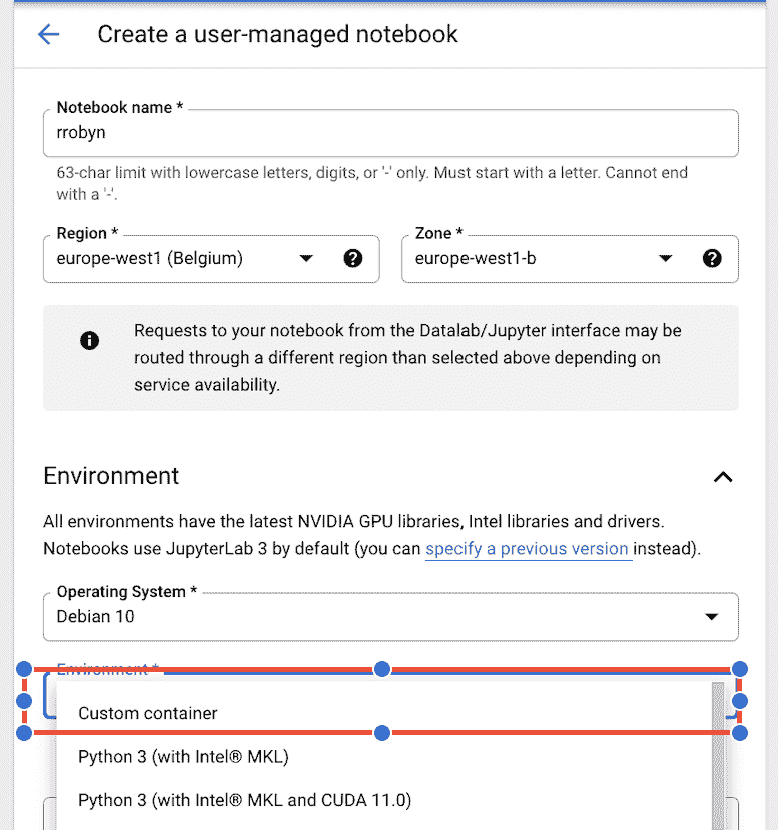 Create a user-managed notebook
Notebook name *
rrobyn
63-char limit with lowercase letters, digits, or '-' only. Must start with a letter. Cannot end
with a '-'.
Region *
europe-west1 (Belgium)
Zone *
europe-west1-b
Requests to your notebook from the Datalab/Jupyter interface may be
routed through a different region than selected above depending on
service availability.
Environment
All environments have the latest NVIDIA GPU libraries, Intel libraries and drivers.
Notebooks use JupyterLab 3 by default (you can specify a previous version instead).
Operating System *
Debian 10
Environment *
Custom container
Python 3 (with Intel® MKL)
Python 3 (with Intel® MKL and CUDA 11.0)